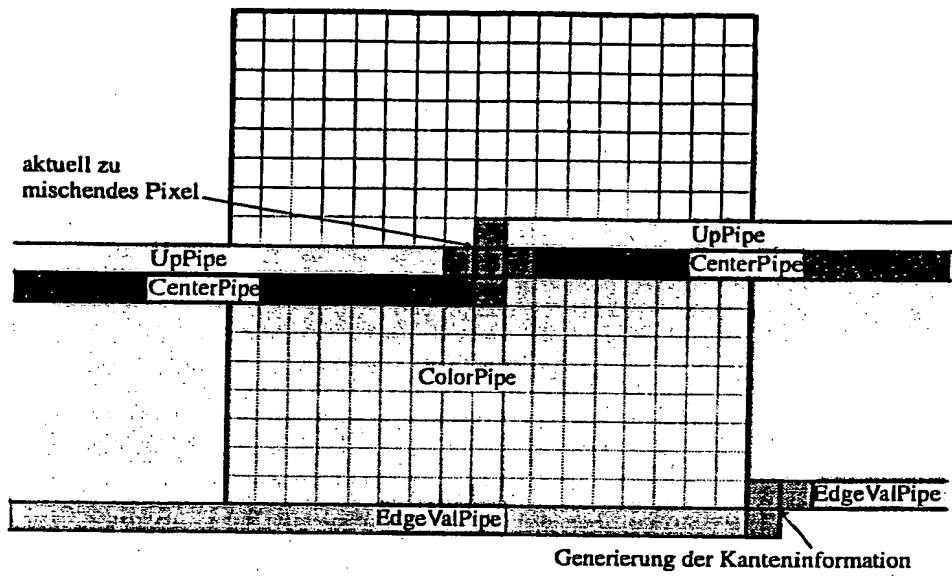 aktuell zu
mischendes Pixel
UpPipe
UpPipe
CenterPipe
CenterPipe
ColorPipe
EdgeValPipe
EdgeValPipe
Generierung der Kanteninformation